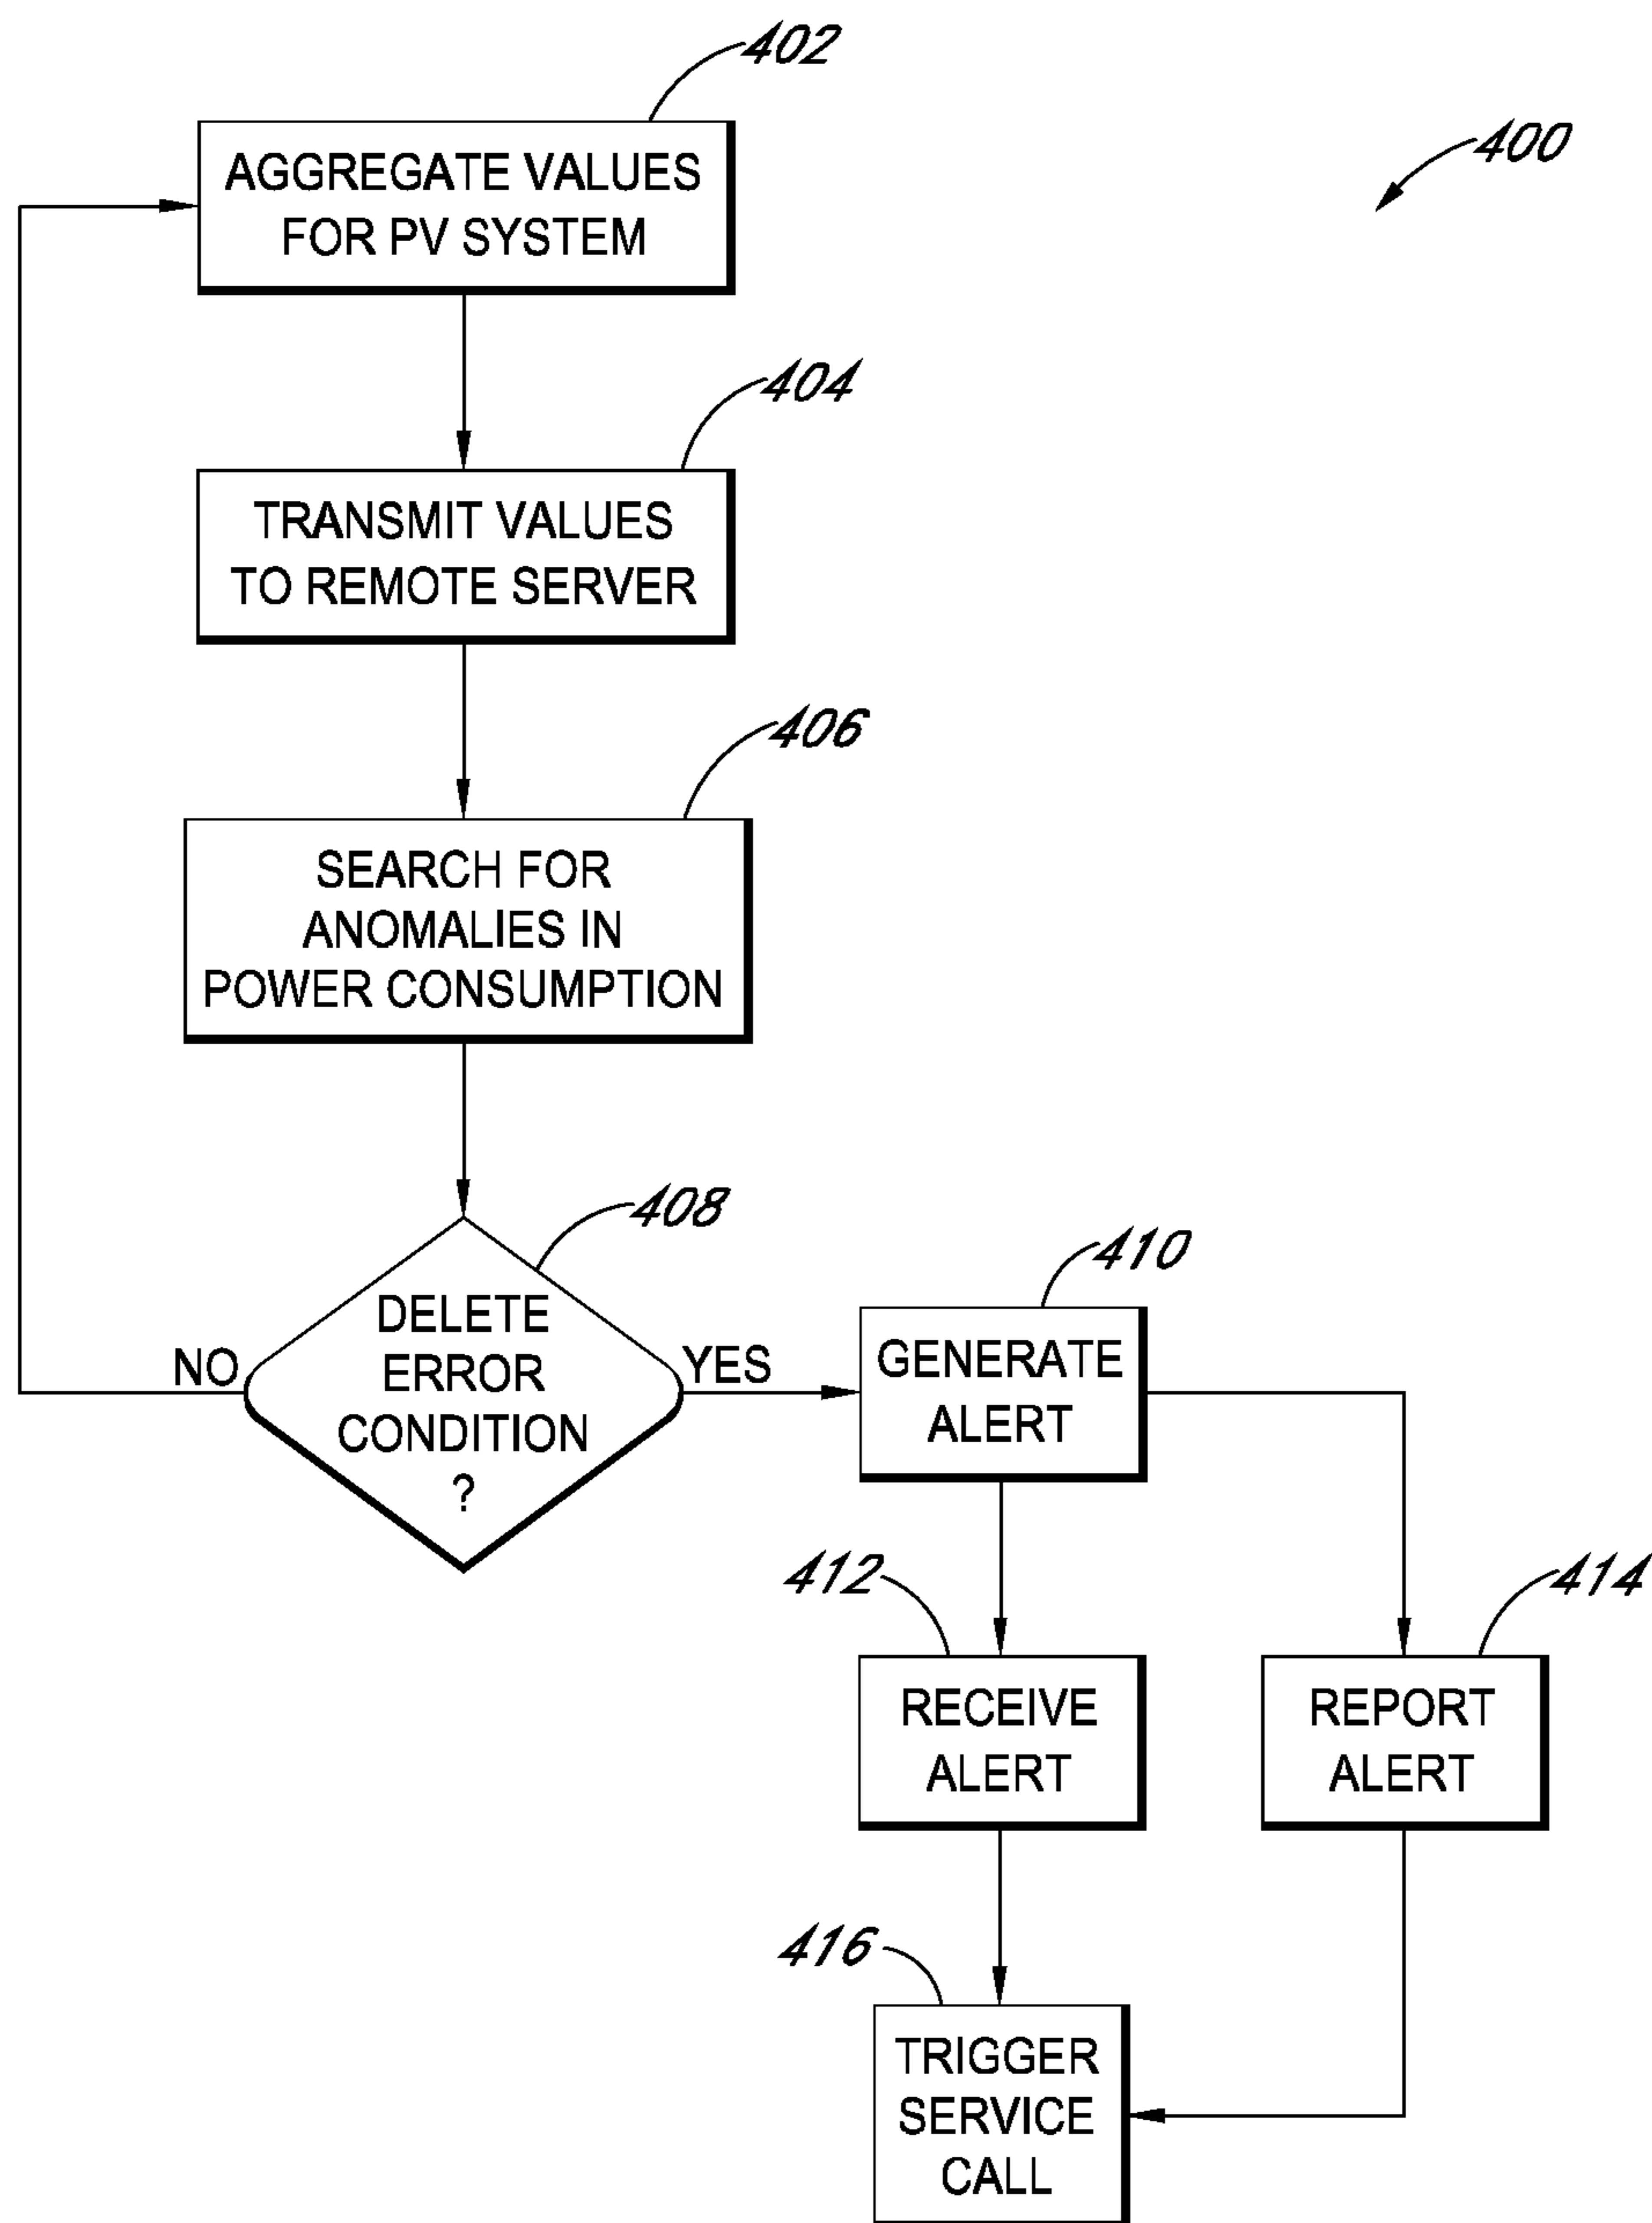 402
400
AGGREGATE VALUES
FOR PV SYSTEM
404
TRANSMIT VALUES
TO REMOTE SERVER
406
SEARCH FOR
ANOMALIES IN
POWER CONSUMPTION
408
DELETE
ERROR
CONDITION
?
NO
YES
410
GENERATE
ALERT
412
RECEIVE
ALERT
414
REPORT
ALERT
416
TRIGGER
SERVICE
CALL